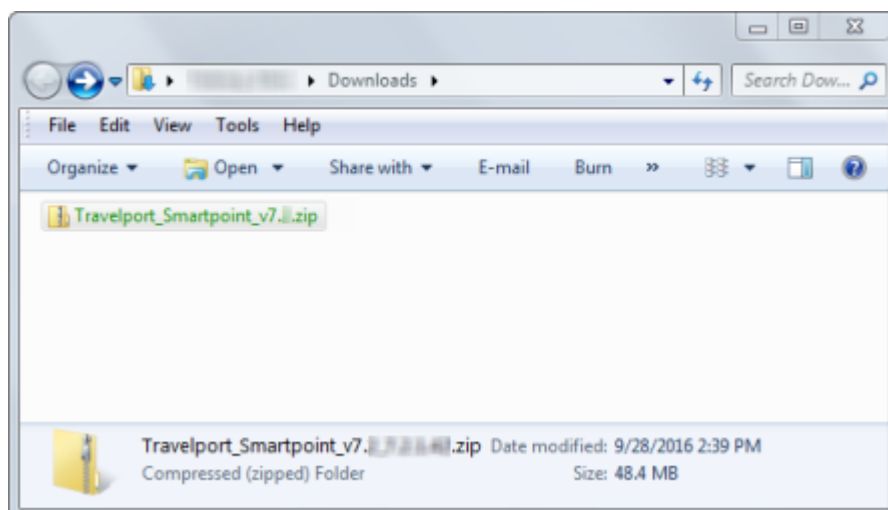 Downloads
Search Dow...
File Edit View Tools Help
Organize Open Share with E-mail Burn »
Travelport_Smartpoint_v7. .zip
Travelport_Smartpoint_v7. .zip Date modified: 9/28/2016 2:39 PM
Compressed (zipped) Folder Size: 48.4 MB